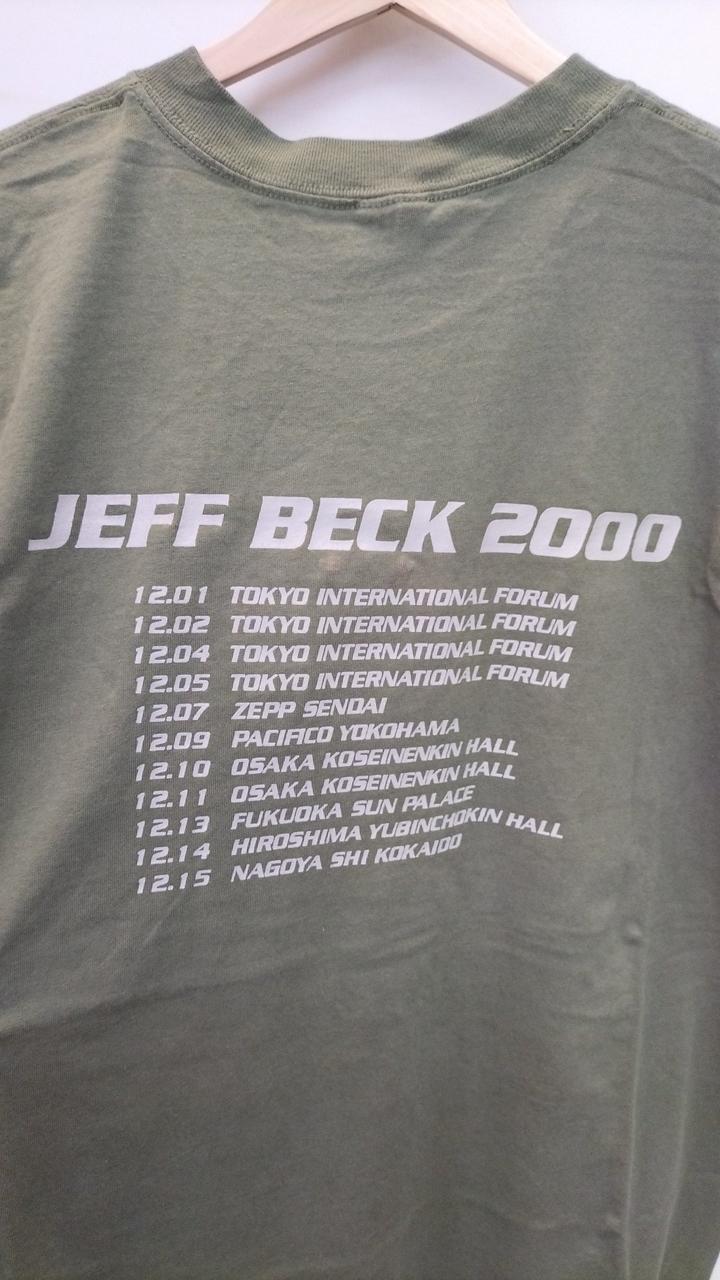 JEFF BECK 2000
12.01 TOKYO INTERNATIONAL FORUM
12.02 TOKYO INTERNATIONAL FORUM
12.04 TOKYO INTERNATIONAL FORUM
12.05 TOKYO INTERNATIONAL FORUM
12.07 ZEPP SENDAI
12.09 PACIFICO YOKOHAMA
12.10 OSAKA KOSEINENKIN HALL
12.11 OSAKA KOSEINENKIN HALL
12.13 FUKUOKA SUN PALACE
12.14 HIROSHIMA YUBINCHOKIN HALL
12.15 NAGOYA SHI KOKAIDO